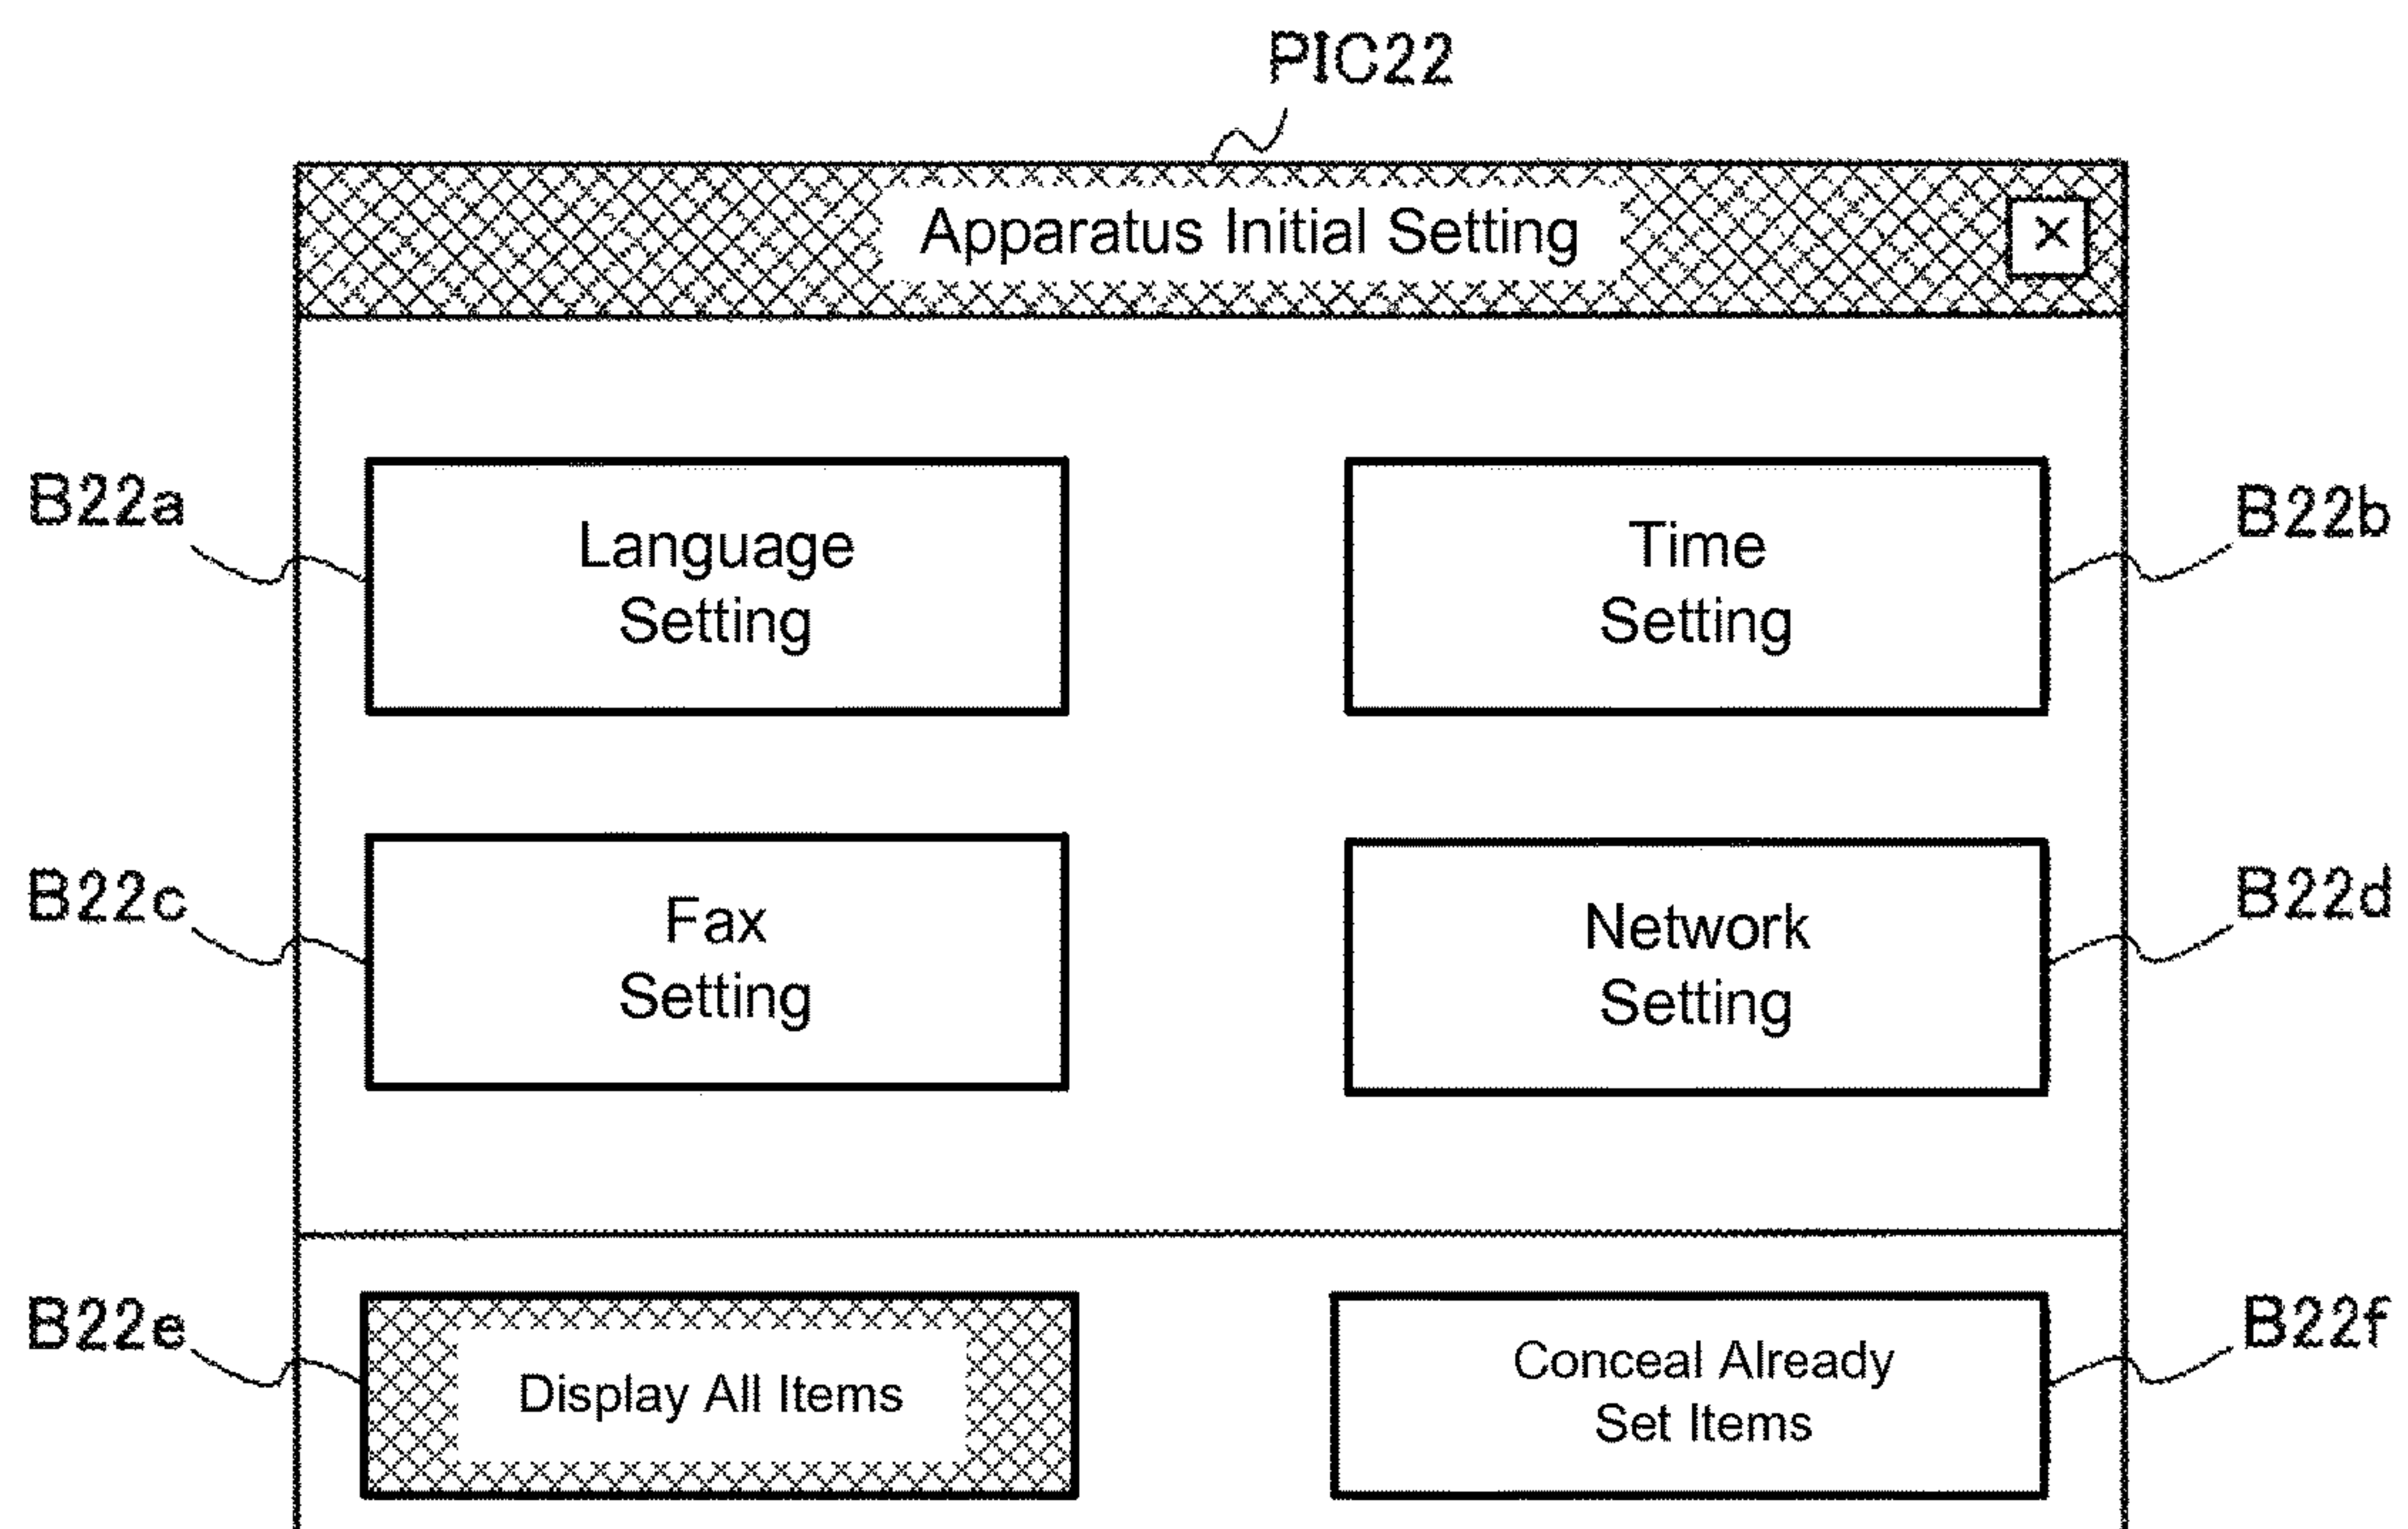 PIC22
Apparatus Initial Setting
X
B22a
Language
Setting
Time
Setting
B22b
B22c
Fax
Setting
Network
Setting
B22d
B22e
Display All Items
Conceal Already
Set Items
B22f